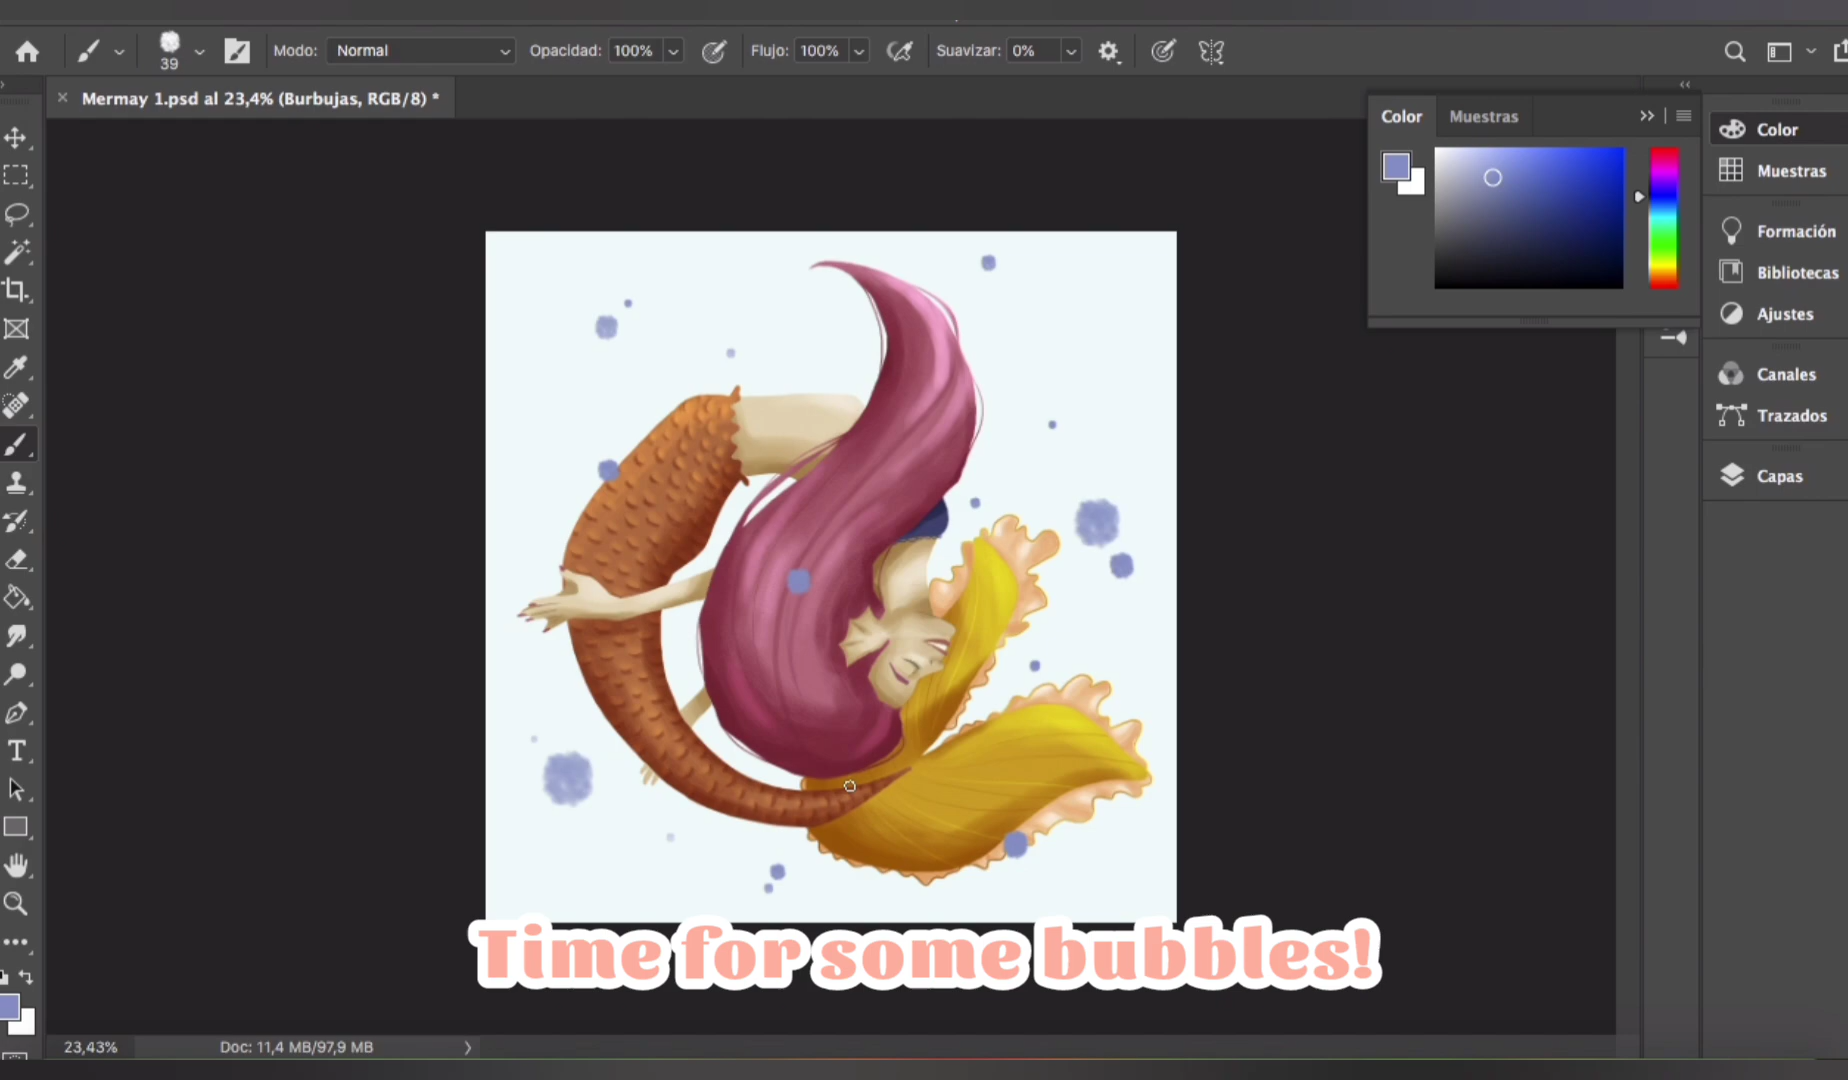 39
Modo: Normal
Opacidad: 100%
Flujo: 100%
Suavizar: 0%
Mermay 1.psd al 23,4% (Burbujas, RGB/8) *
Color
Muestras
Color
Muestras
Formación
Bibliotecas
Ajustes
Canales
Trazados
Capas
Time for some bubbles!
23,43%
Doc: 11,4 MB/97,9 MB